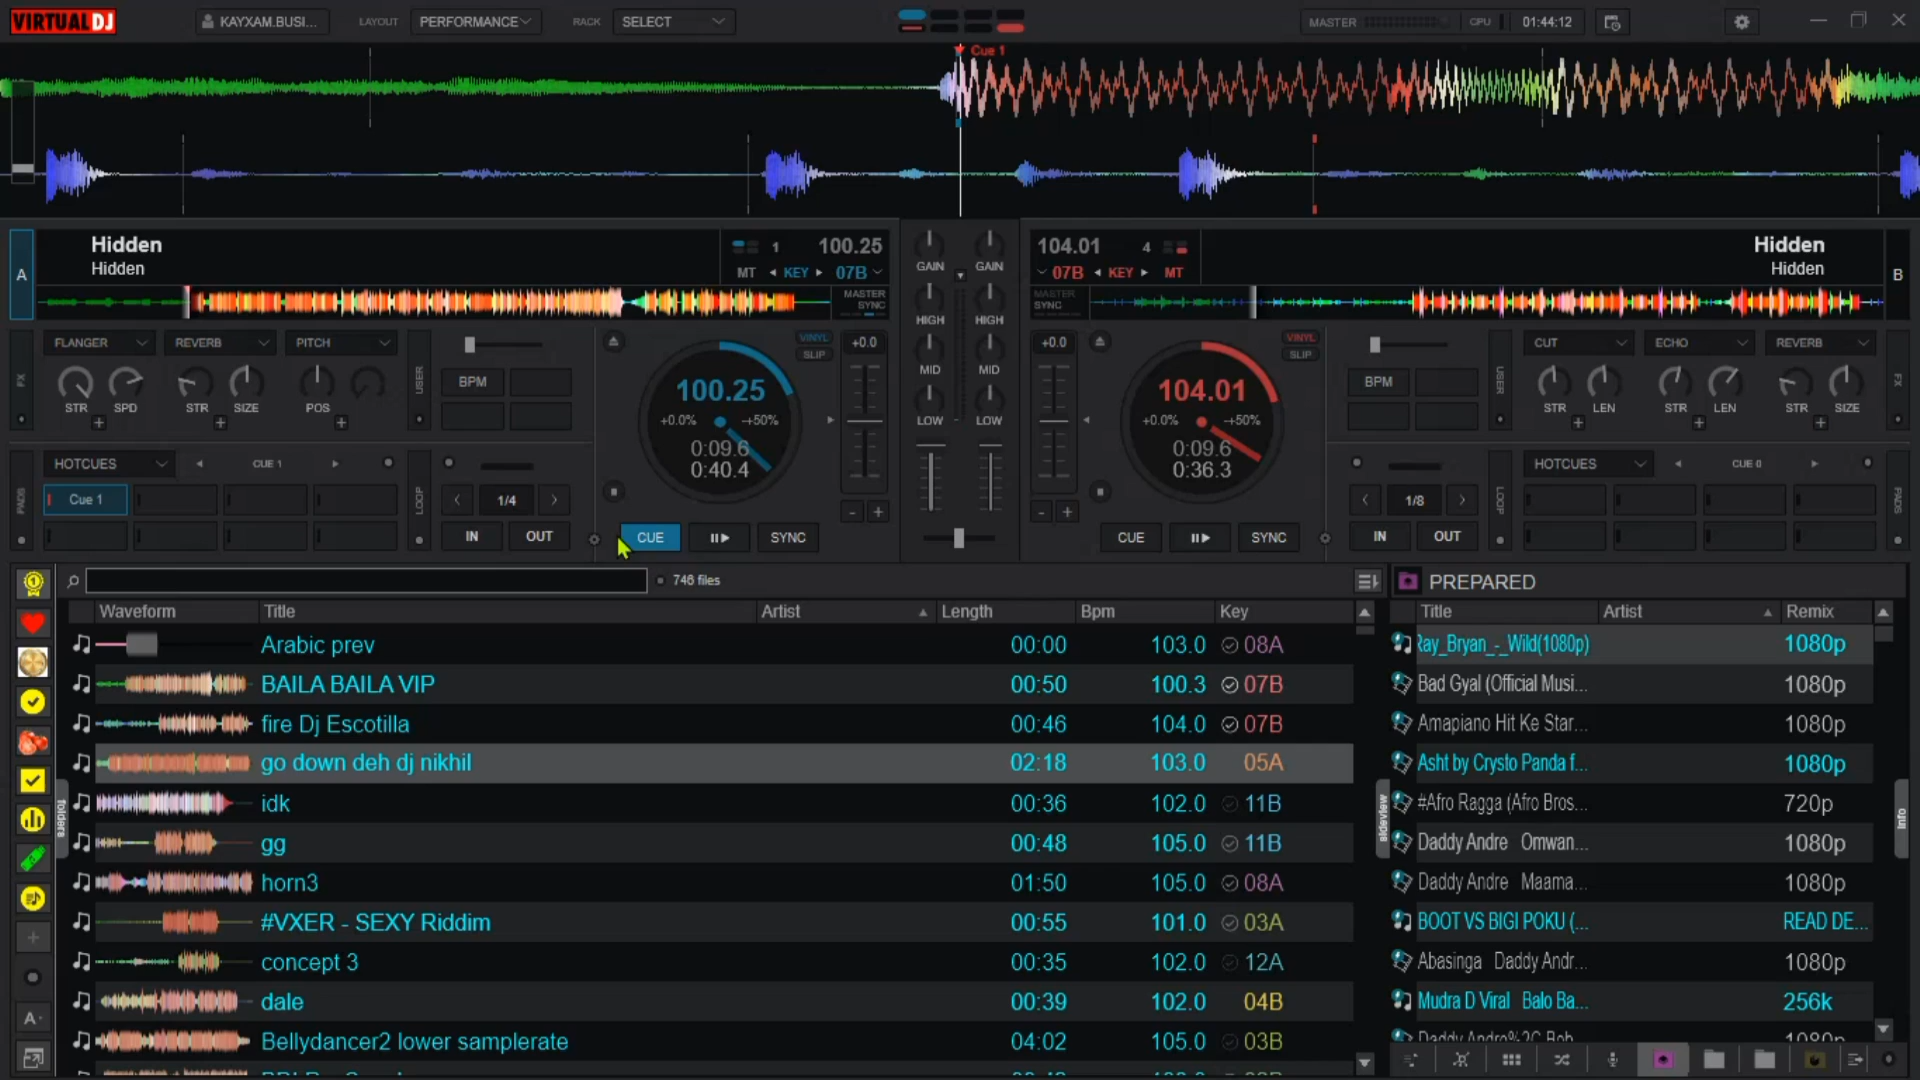 VIRTUAL DJ
KAYXAM.BUSI...
LAYOUT
PERFORMANCE
RACK
SELECT
MASTER
CPU
01:44:12
Cue 1
A
Hidden
Hidden
1
100.25
MT
KEY
07B
MASTER
SYNC
GAIN
GAIN
HIGH
HIGH
MID
MID
LOW
LOW
104.01
4
07B
KEY
MT
MASTER
SYNC
Hidden
Hidden
B
FX
FLANGER
REVERB
PITCH
STR
SPD
STR
SIZE
POS
USER
BPM
VINYL
SLIP
100.25
+0.0%
→+50%
0:09.6
0:40.4
+0.0
+0.0
VINYL
SLIP
104.01
+0.0%
→+50%
0:09.6
0:36.3
BPM
USER
CUT
ECHO
REVERB
STR
LEN
STR
LEN
STR
SIZE
FX
PADS
HOTCUES
CUE 1
Cue 1
LOOP
1/4
IN
OUT
CUE
SYNC
- +
- +
CUE
SYNC
1/8
IN
OUT
LOOP
HOTCUES
CUE 0
PADS
746 files
Waveform
Title
Artist
Length
Bpm
Key
Arabic prev 00:00 103.0 08A
BAILA BAILA VIP 00:50 100.3 07B
fire Dj Escotilla 00:46 104.0 07B
go down deh dj nikhil 02:18 103.0 05A
idk 00:36 102.0 11B
gg 00:48 105.0 11B
horn3 01:50 105.0 08A
#VXER - SEXY Riddim 00:55 101.0 03A
concept 3 00:35 102.0 12A
dale 00:39 102.0 04B
Bellydancer2 lower samplerate 04:02 105.0 03B
folders
sideview
PREPARED
Title
Artist
Remix
Ray_Bryan_-_Wild(1080p) 1080p
Bad Gyal (Official Musi... 1080p
Amapiano Hit Ke Star... 1080p
Asht by Crysto Panda f... 1080p
#Afro Ragga (Afro Bros... 720p
Daddy Andre Omwan... 1080p
Daddy Andre Maama... 1080p
BOOT VS BIGI POKU (... READ DE...
Abasinga Daddy Andr... 1080p
Mudra D Viral Balo Ba... 256k
Info
A